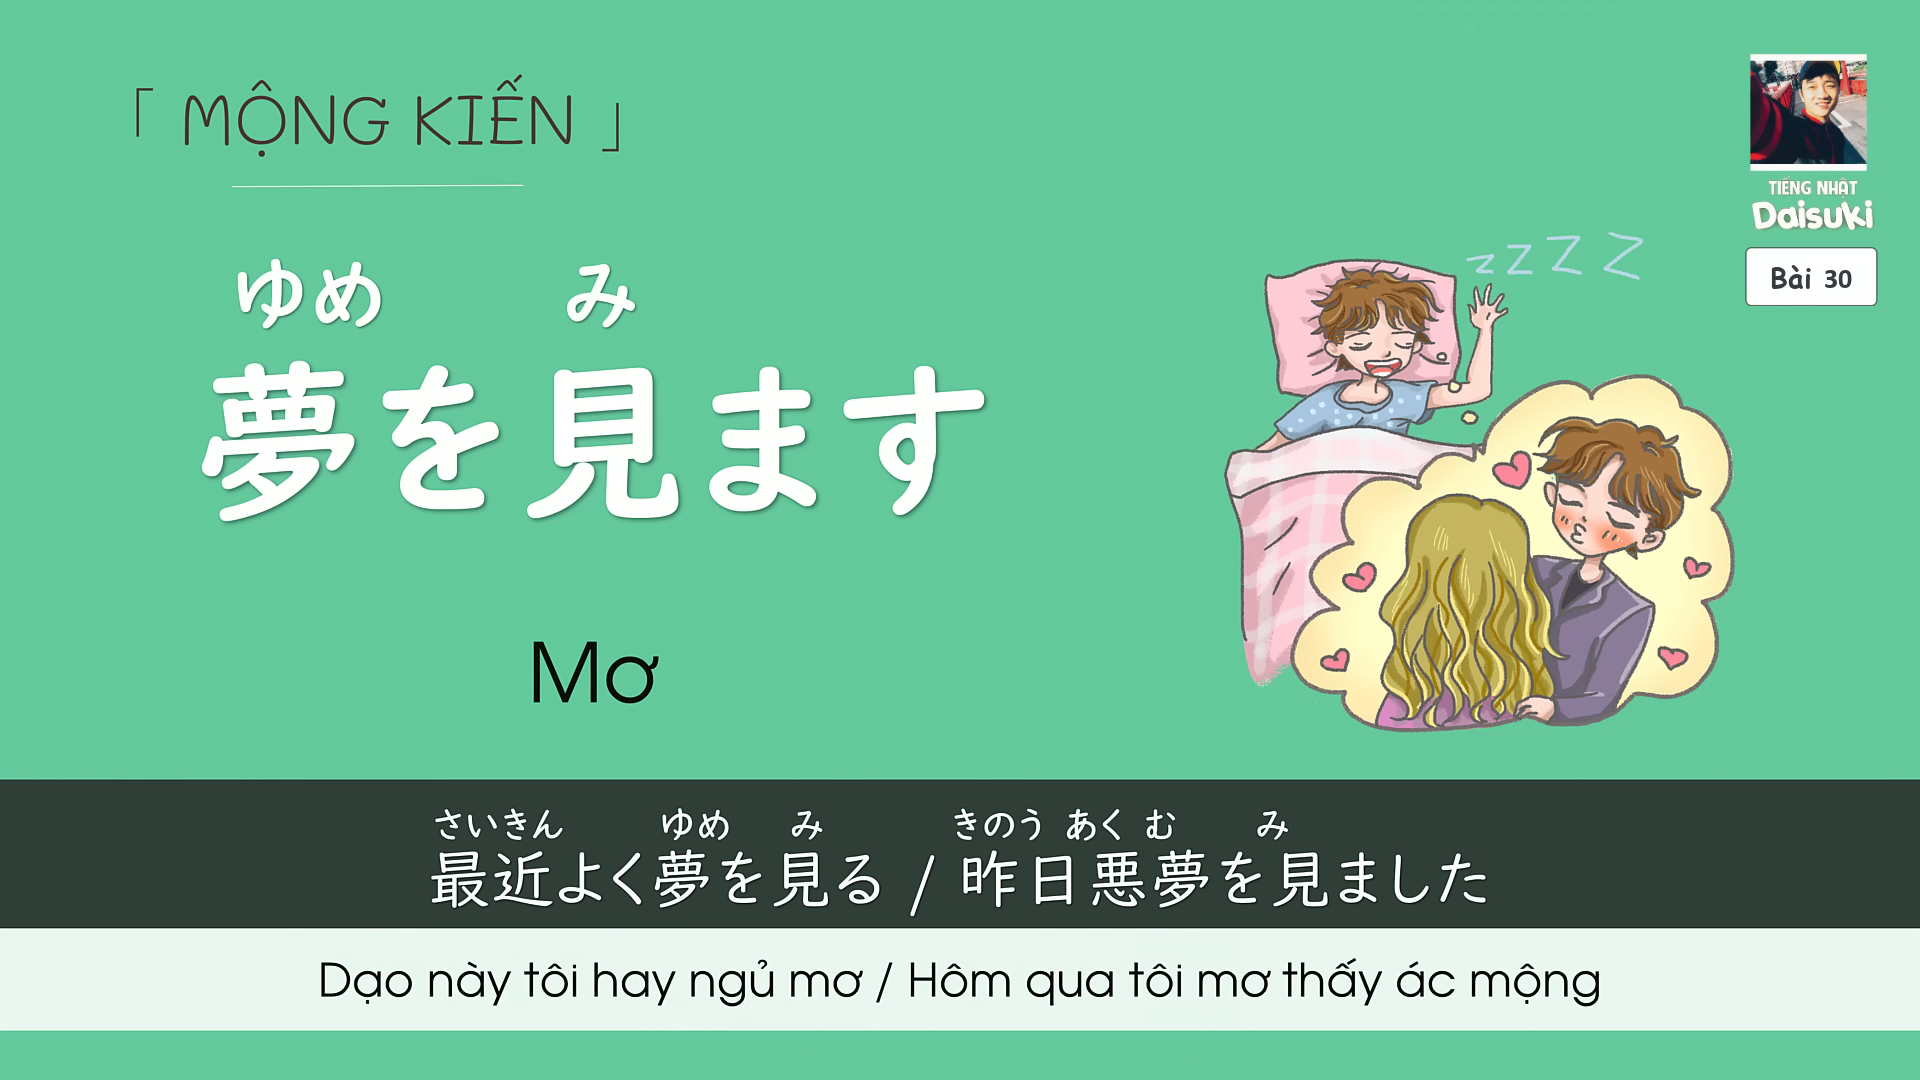 「 MỘNG KIẾN 」
TIẾNG NHẬT
Daisuki
Bài 30
zZZZ
ゆめ み
夢を見ます
Mơ
さいきん ゆめ み きのう あく む み
最近よく夢を見る / 昨日悪夢を見ました
Dạo này tôi hay ngủ mơ / Hôm qua tôi mơ thấy ác mộng